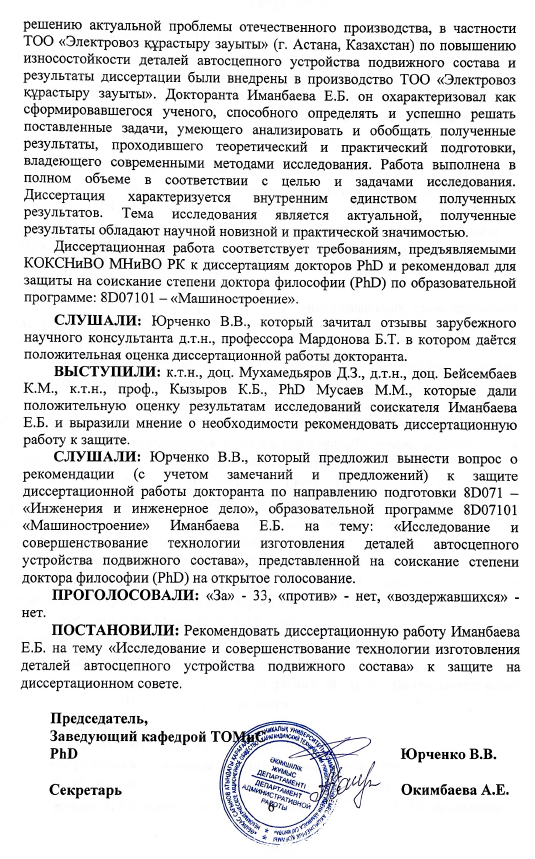 решению актуальной проблемы отечественного производства, в частности
ТОО «Электровоз құрастыру зауыты» (г. Астана, Казахстан) по повышению
износостойкости деталей автосцепного устройства подвижного состава и
результаты диссертации были внедрены в производство ТОО «Электровоз
құрастыру зауыты». Докторанта Иманбаева Е.Б. он охарактеризовал как
сформировавшегося ученого, способного определять и успешно решать
поставленные задачи, умеющего анализировать и обобщать полученные
результаты, проходившего теоретический и практический подготовки,
владеющего современными методами исследования. Работа выполнена в
полном объеме в соответствии с целью и задачами исследования.
Диссертация характеризуется внутренним единством полученных
результатов. Тема исследования является актуальной, полученные
результаты обладают научной новизной и практической значимостью.
Диссертационная работа соответствует требованиям, предъявляемыми
КОКСНиВО МНиВО РК к диссертациям докторов PhD и рекомендовал для
защиты на соискание степени доктора философии (PhD) по образовательной
программе: 8D07101 – «Машиностроение».
СЛУШАЛИ: Юрченко В.В., который зачитал отзывы зарубежного
научного консультанта д.т.н., профессора Мардонова Б.Т. в котором даётся
положительная оценка диссертационной работы докторанта.
ВЫСТУПИЛИ: к.т.н., доц. Мухамедьяров Д.З., д.т.н., доц. Бейсембаев
К.М., к.т.н., проф., Кызыров К.Б., PhD Мусаев М.М., которые дали
положительную оценку результатам исследований соискателя Иманбаева
Е.Б. и выразили мнение о необходимости рекомендовать диссертационную
работу к защите.
СЛУШАЛИ: Юрченко В.В., который предложил вынести вопрос о
рекомендации (с учетом замечаний и предложений) к защите
диссертационной работы докторанта по направлению подготовки 8D071 –
«Инженерия и инженерное дело», образовательной программе 8D07101
«Машиностроение» Иманбаева Е.Б. на тему: «Исследование и
совершенствование технологии изготовления деталей автосцепного
устройства подвижного состава», представленной на соискание степени
доктора философии (PhD) на открытое голосование.
ПРОГОЛОСОВАЛИ: «За» - 33, «против» - нет, «воздержавшихся» -
нет.
ПОСТАНОВИЛИ: Рекомендовать диссертационную работу Иманбаева
Е.Б. на тему «Исследование и совершенствование технологии изготовления
деталей автосцепного устройства подвижного состава» к защите на
диссертационном совете.
Председатель,
Заведующий кафедрой ТОМиС
PhD Юрченко В.В.
ӘКІМШІЛІК
ЖҰМЫС
ДЕПАРТАМЕНТІ
ДЕПАРТАМЕНТ
АДМИНИСТРАТИВНОЙ
РАБОТЫ
Секретарь Окимбаева А.Е.
6